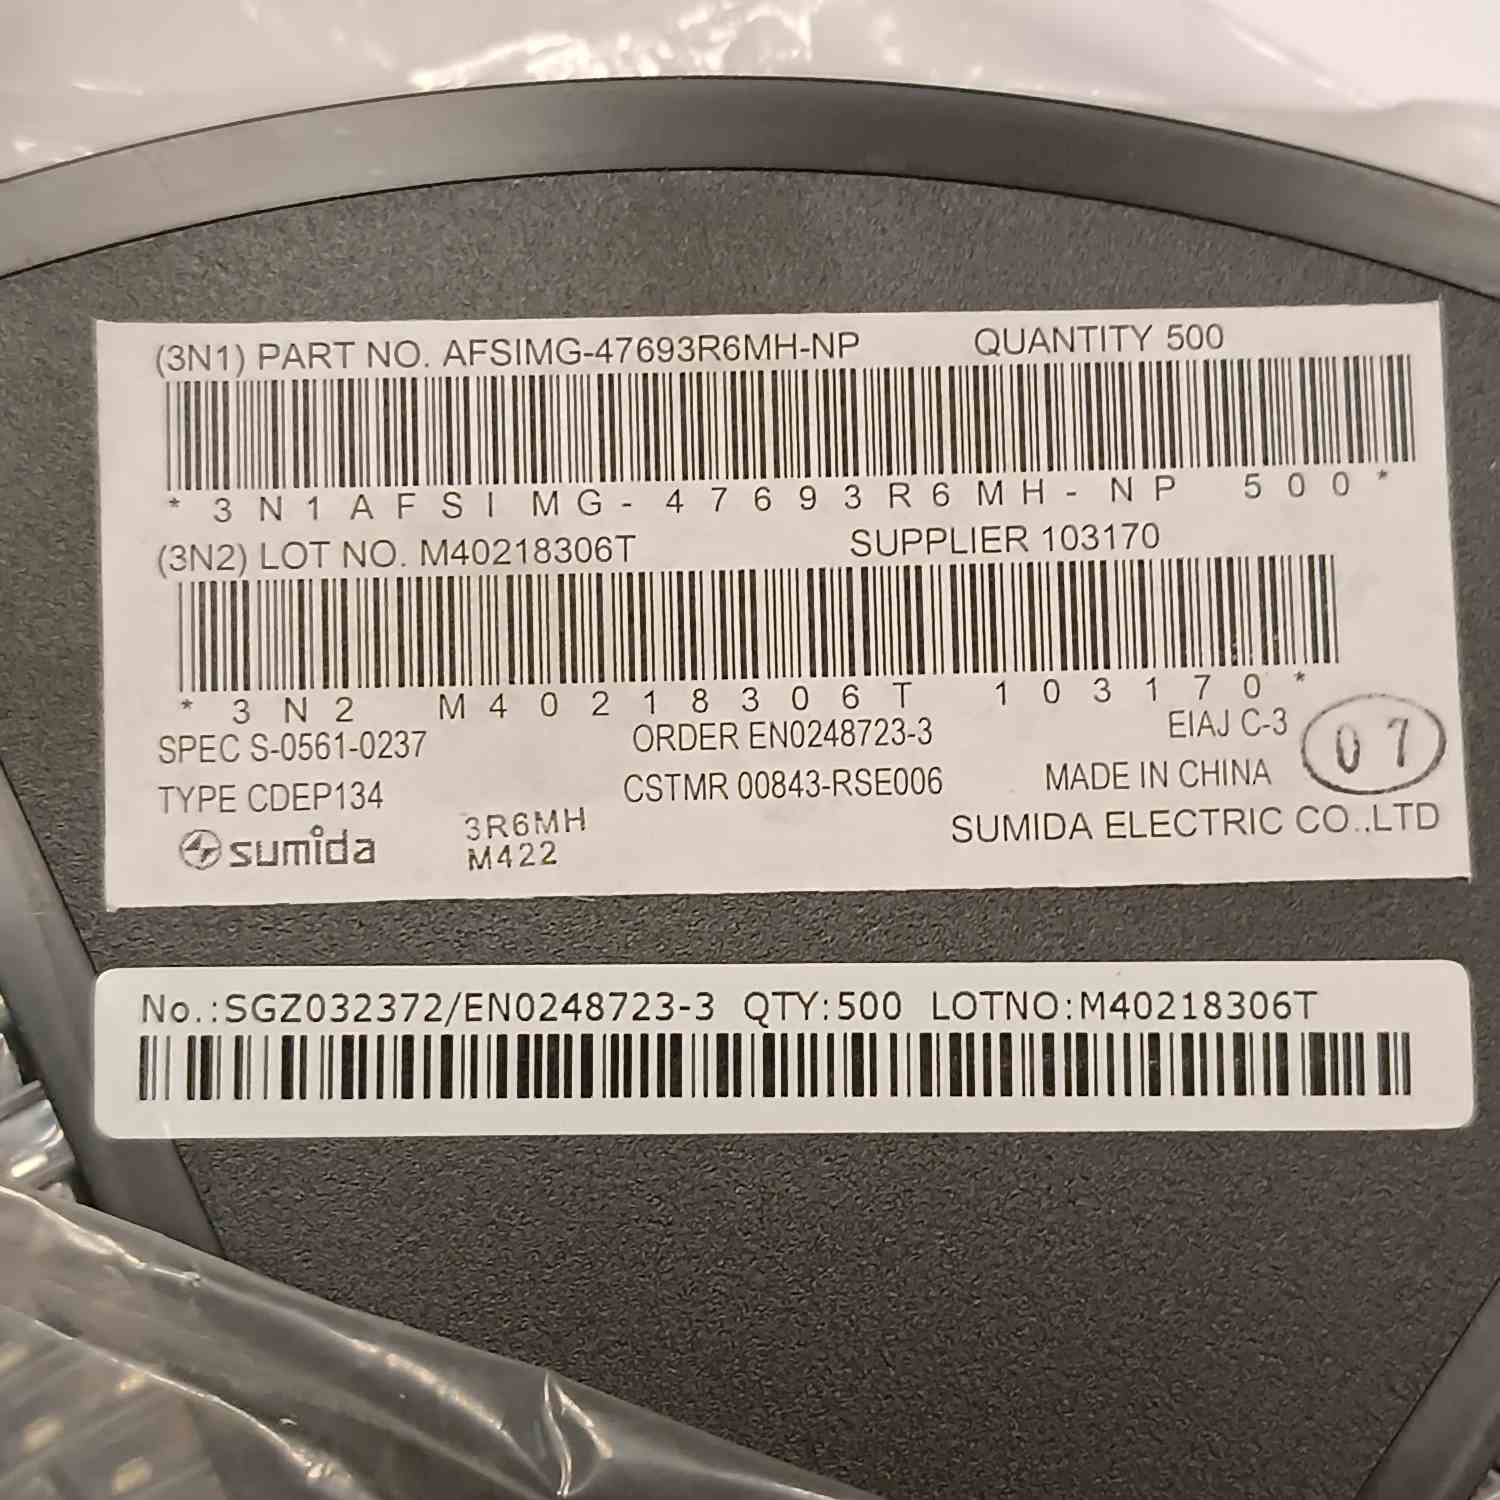 (3N1) PART NO. AFSIMG-47693R6MH-NP QUANTITY 500
*3N1AFSIMG-47693R6MH-NP 500*
(3N2) LOT NO. M40218306T SUPPLIER 103170
*3N2 M40218306T 103170*
SPEC S-0561-0237 ORDER EN0248723-3 EIAJ C-3
TYPE CDEP134 CSTMR 00843-RSE006 MADE IN CHINA 07
sumida 3R6MH SUMIDA ELECTRIC CO.,LTD
M422
No.:SGZ032372/EN0248723-3 QTY:500 LOTNO:M40218306T